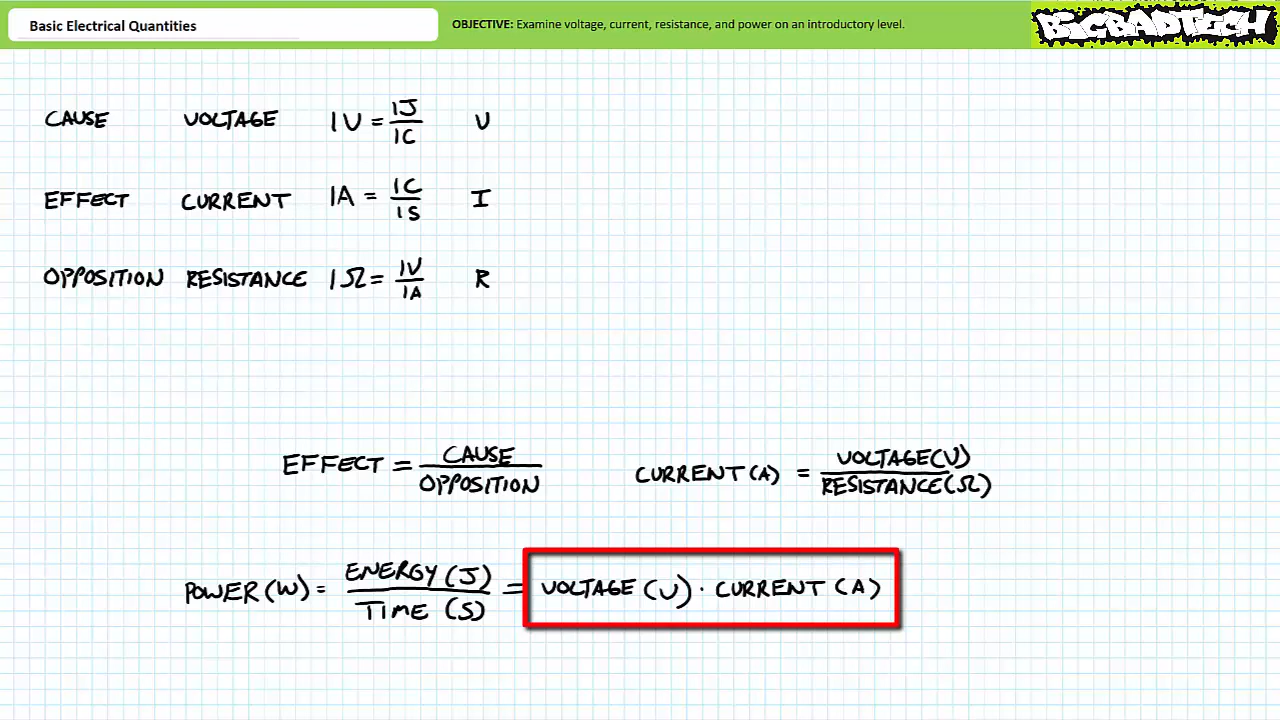 Basic Electrical Quantities
OBJECTIVE: Examine voltage, current, resistance, and power on an introductory level.
BIGBADTECH
CAUSE VOLTAGE 1V = 1J/1C V
EFFECT CURRENT 1A = 1C/1S I
OPPOSITION RESISTANCE 1Ω = 1V/1A R
EFFECT = CAUSE/OPPOSITION CURRENT (A) = VOLTAGE(V)/RESISTANCE(Ω)
POWER (W) = ENERGY (J)/TIME (S) = VOLTAGE (V) · CURRENT (A)